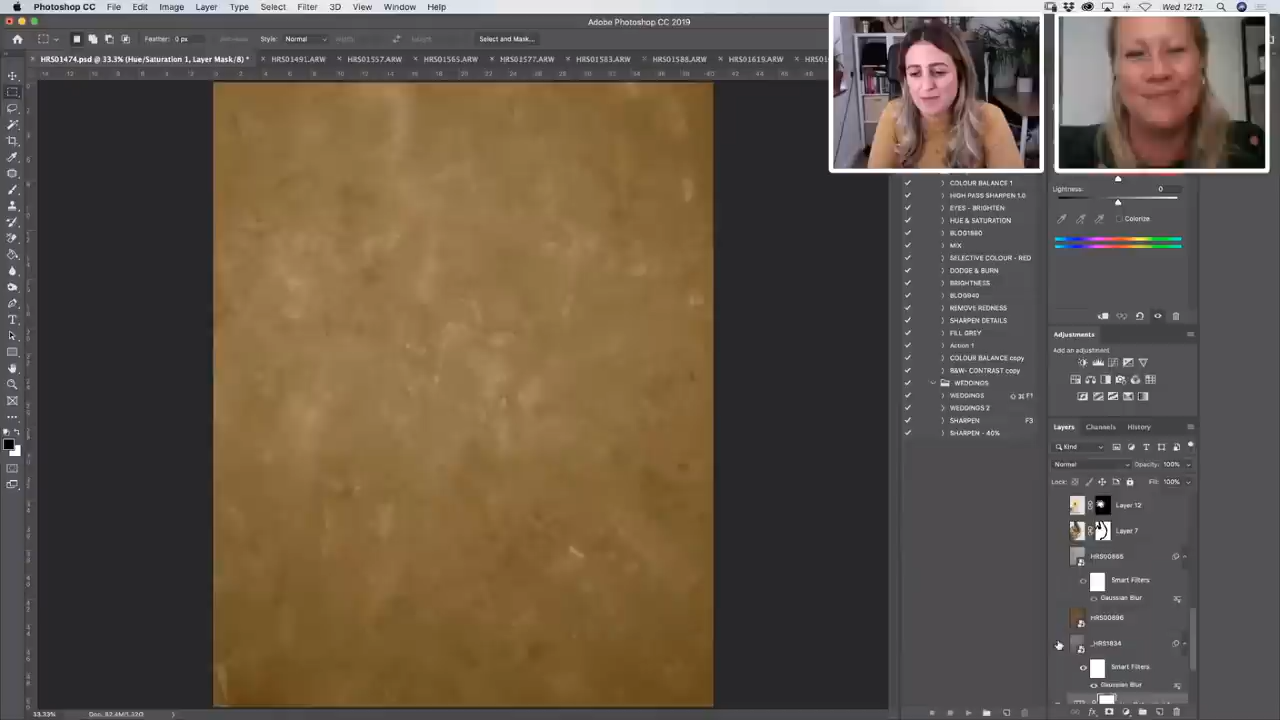 Photoshop CC File Edit Image Layer Type Select Filter 3D View Window Help
Wed 12:12
Adobe Photoshop CC 2019
Feather: 0 px
Style: Normal
Select and Mask...
HRS01474.psd @ 33.3% (Hue/Saturation 1, Layer Mask/8) *
HRS01491.ARW
HRS01557.ARW
HRS01565.ARW
HRS01577.ARW
HRS01583.ARW
HRS01588.ARW
HRS01619.ARW
COLOUR BALANCE 1
HIGH PASS SHARPEN 1.0
EYES - BRIGHTEN
HUE & SATURATION
BLOG1680
MIX
SELECTIVE COLOUR - RED
DODGE & BURN
BRIGHTNESS
BLOG940
REMOVE REDNESS
SHARPEN DETAILS
FILL GREY
Action 1
COLOUR BALANCE copy
B&W- CONTRAST copy
WEDDINGS
WEDDINGS
WEDDINGS 2
SHARPEN F3
SHARPEN - 40%
Lightness: 0
Colorize
Adjustments
Add an adjustment
Layers Channels History
Kind
Normal Opacity: 100%
Lock: Fill: 100%
Layer 12
Layer 7
HRS00865
Smart Filters
Gaussian Blur
HRS00896
_HRS1834
Smart Filters
Gaussian Blur
33.33%